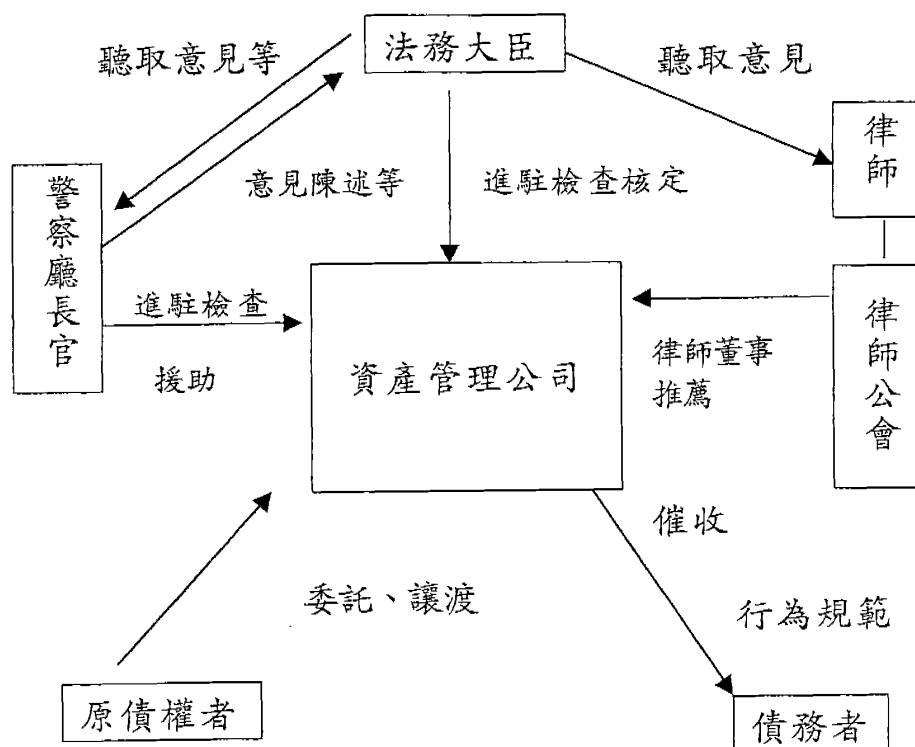 法務大臣
聽取意見等
聽取意見
律師
警察廳長官
意見陳述等
進駐檢查核定
進駐檢查
援助
資產管理公司
律師董事
推薦
律師公會
催收
委託、讓渡
行為規範
原債權者
債務者